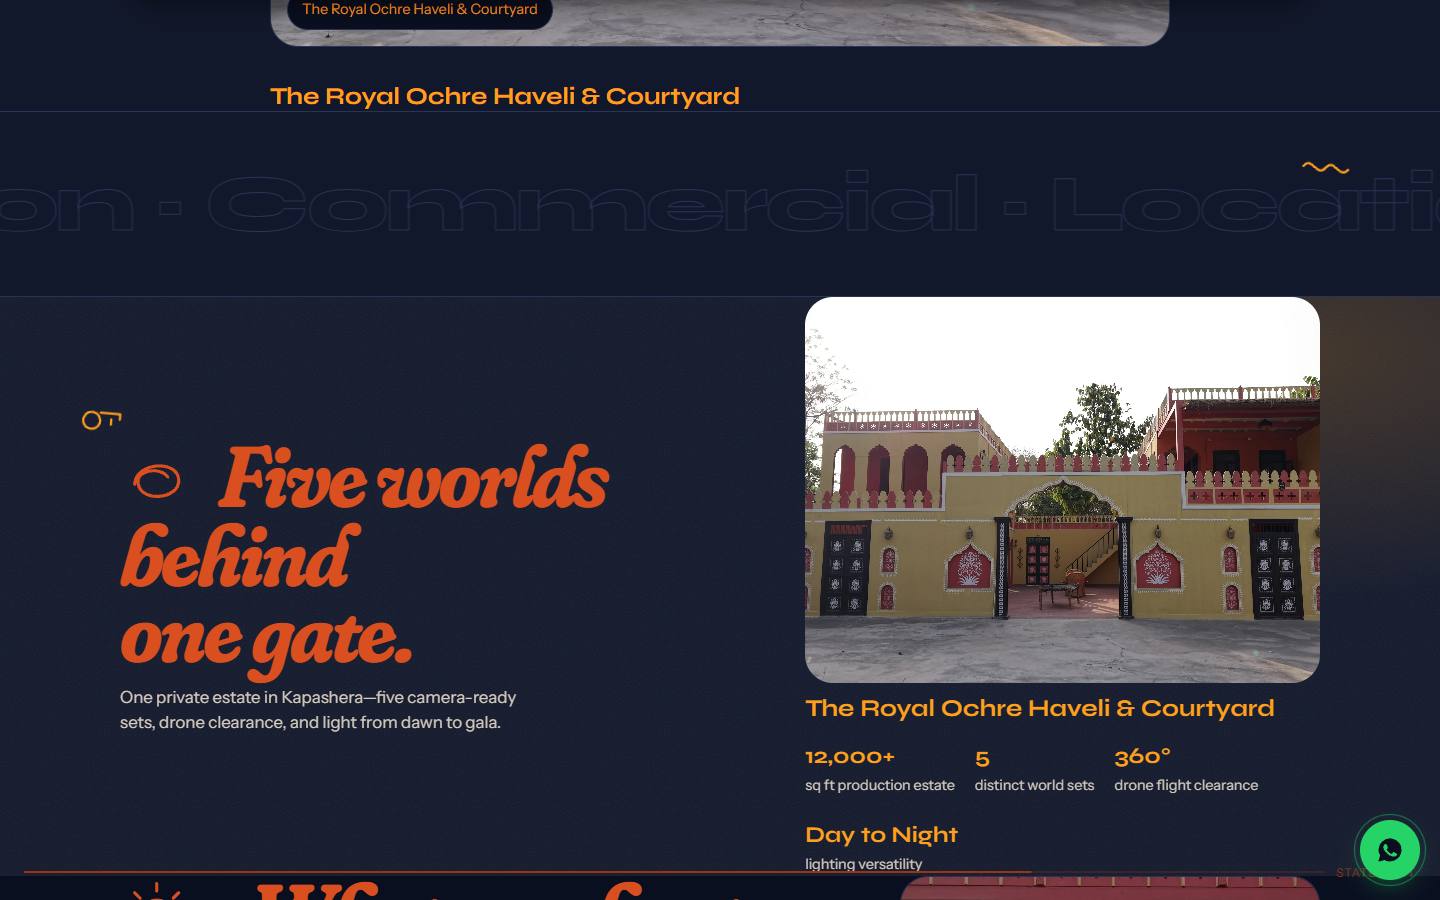 The Royal Ochre Haveli & Courtyard
The Royal Ochre Haveli & Courtyard
on · Commercial · Locati
Five worlds
behind
one gate.
One private estate in Kapashera—five camera-ready
sets, drone clearance, and light from dawn to gala.
The Royal Ochre Haveli & Courtyard
12,000+
sq ft production estate
5
distinct world sets
360°
drone flight clearance
Day to Night
lighting versatility